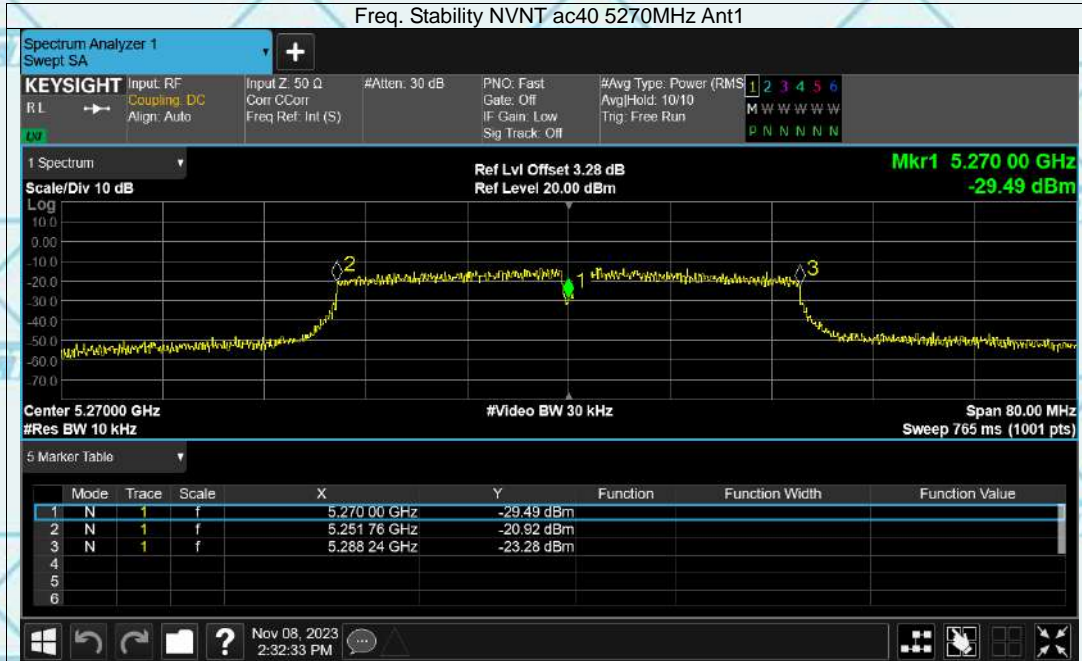 Freq. Stability NVNT ac40 5270MHz Ant1
Spectrum Analyzer 1
Swept SA
+
KEYSIGHT Input: RF Input Z: 50 Ω #Atten: 30 dB PNO: Fast #Avg Type: Power (RMS 1 2 3 4 5 6
RL Coupling: DC Corr CCorr Gate: Off Avg|Hold: 10/10 M W W W W W
Align: Auto Freq Ref: Int (S) IF Gain: Low Trig: Free Run
LXI Sig Track: Off P N N N N N
1 Spectrum Ref Lvl Offset 3.28 dB Mkr1 5.270 00 GHz
Scale/Div 10 dB Ref Level 20.00 dBm -29.49 dBm
Log
10.0
0.00
-10.0
-20.0
-30.0
-40.0
-50.0
-60.0
-70.0
2
1
3
Center 5.27000 GHz #Video BW 30 kHz Span 80.00 MHz
#Res BW 10 kHz Sweep 765 ms (1001 pts)
5 Marker Table
Mode Trace Scale X Y Function Function Width Function Value
1 N 1 f 5.270 00 GHz -29.49 dBm
2 N 1 f 5.251 76 GHz -20.92 dBm
3 N 1 f 5.288 24 GHz -23.28 dBm
4
5
6
? Nov 08, 2023
2:32:33 PM